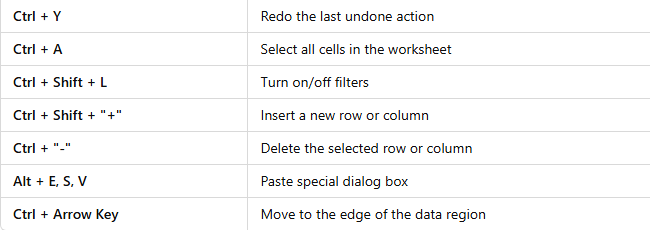 Ctrl + Y Redo the last undone action
Ctrl + A Select all cells in the worksheet
Ctrl + Shift + L Turn on/off filters
Ctrl + Shift + "+" Insert a new row or column
Ctrl + "-" Delete the selected row or column
Alt + E, S, V Paste special dialog box
Ctrl + Arrow Key Move to the edge of the data region